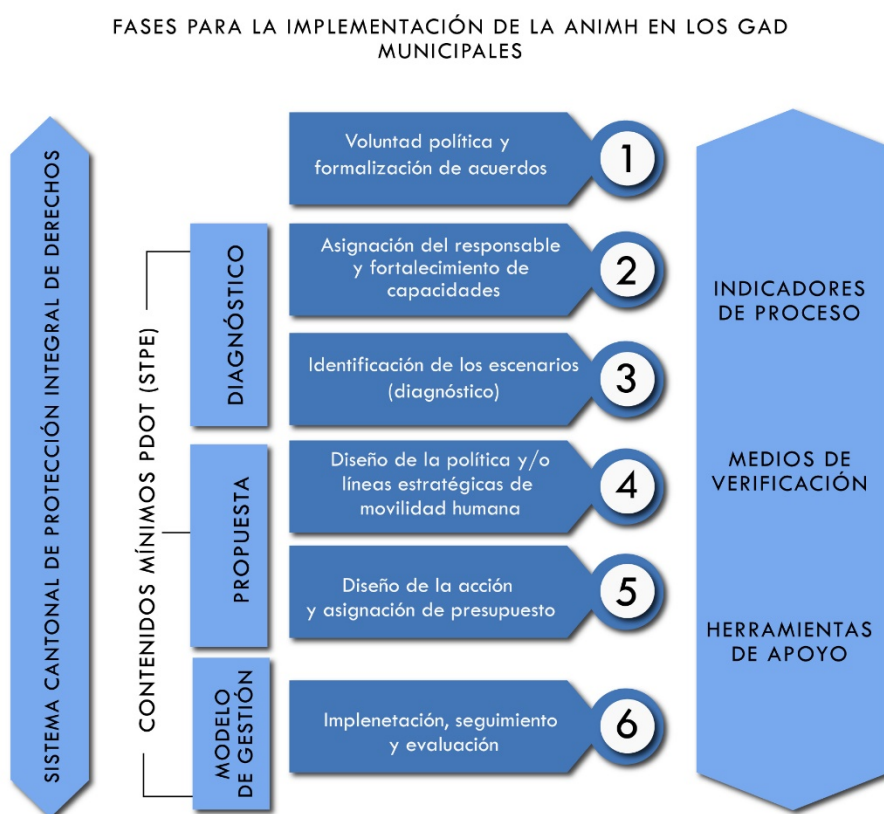 FASES PARA LA IMPLEMENTACIÓN DE LA ANIMH EN LOS GAD
MUNICIPALES
SISTEMA CANTONAL DE PROTECCIÓN INTEGRAL DE DERECHOS
CONTENIDOS MÍNIMOS PDOT (STPE)
DIAGNÓSTICO
PROPUESTA
MODELO
DE GESTIÓN
Voluntad política y
formalización de acuerdos
1
Asignación del responsable
y fortalecimiento de
capacidades
2
Identificación de los escenarios
(diagnóstico)
3
Diseño de la política y/o
líneas estratégicas de
movilidad humana
4
Diseño de la acción
y asignación de presupuesto
5
Implenetación, seguimiento
y evaluación
6
INDICADORES
DE PROCESO
MEDIOS DE
VERIFICACIÓN
HERRAMIENTAS
DE APOYO